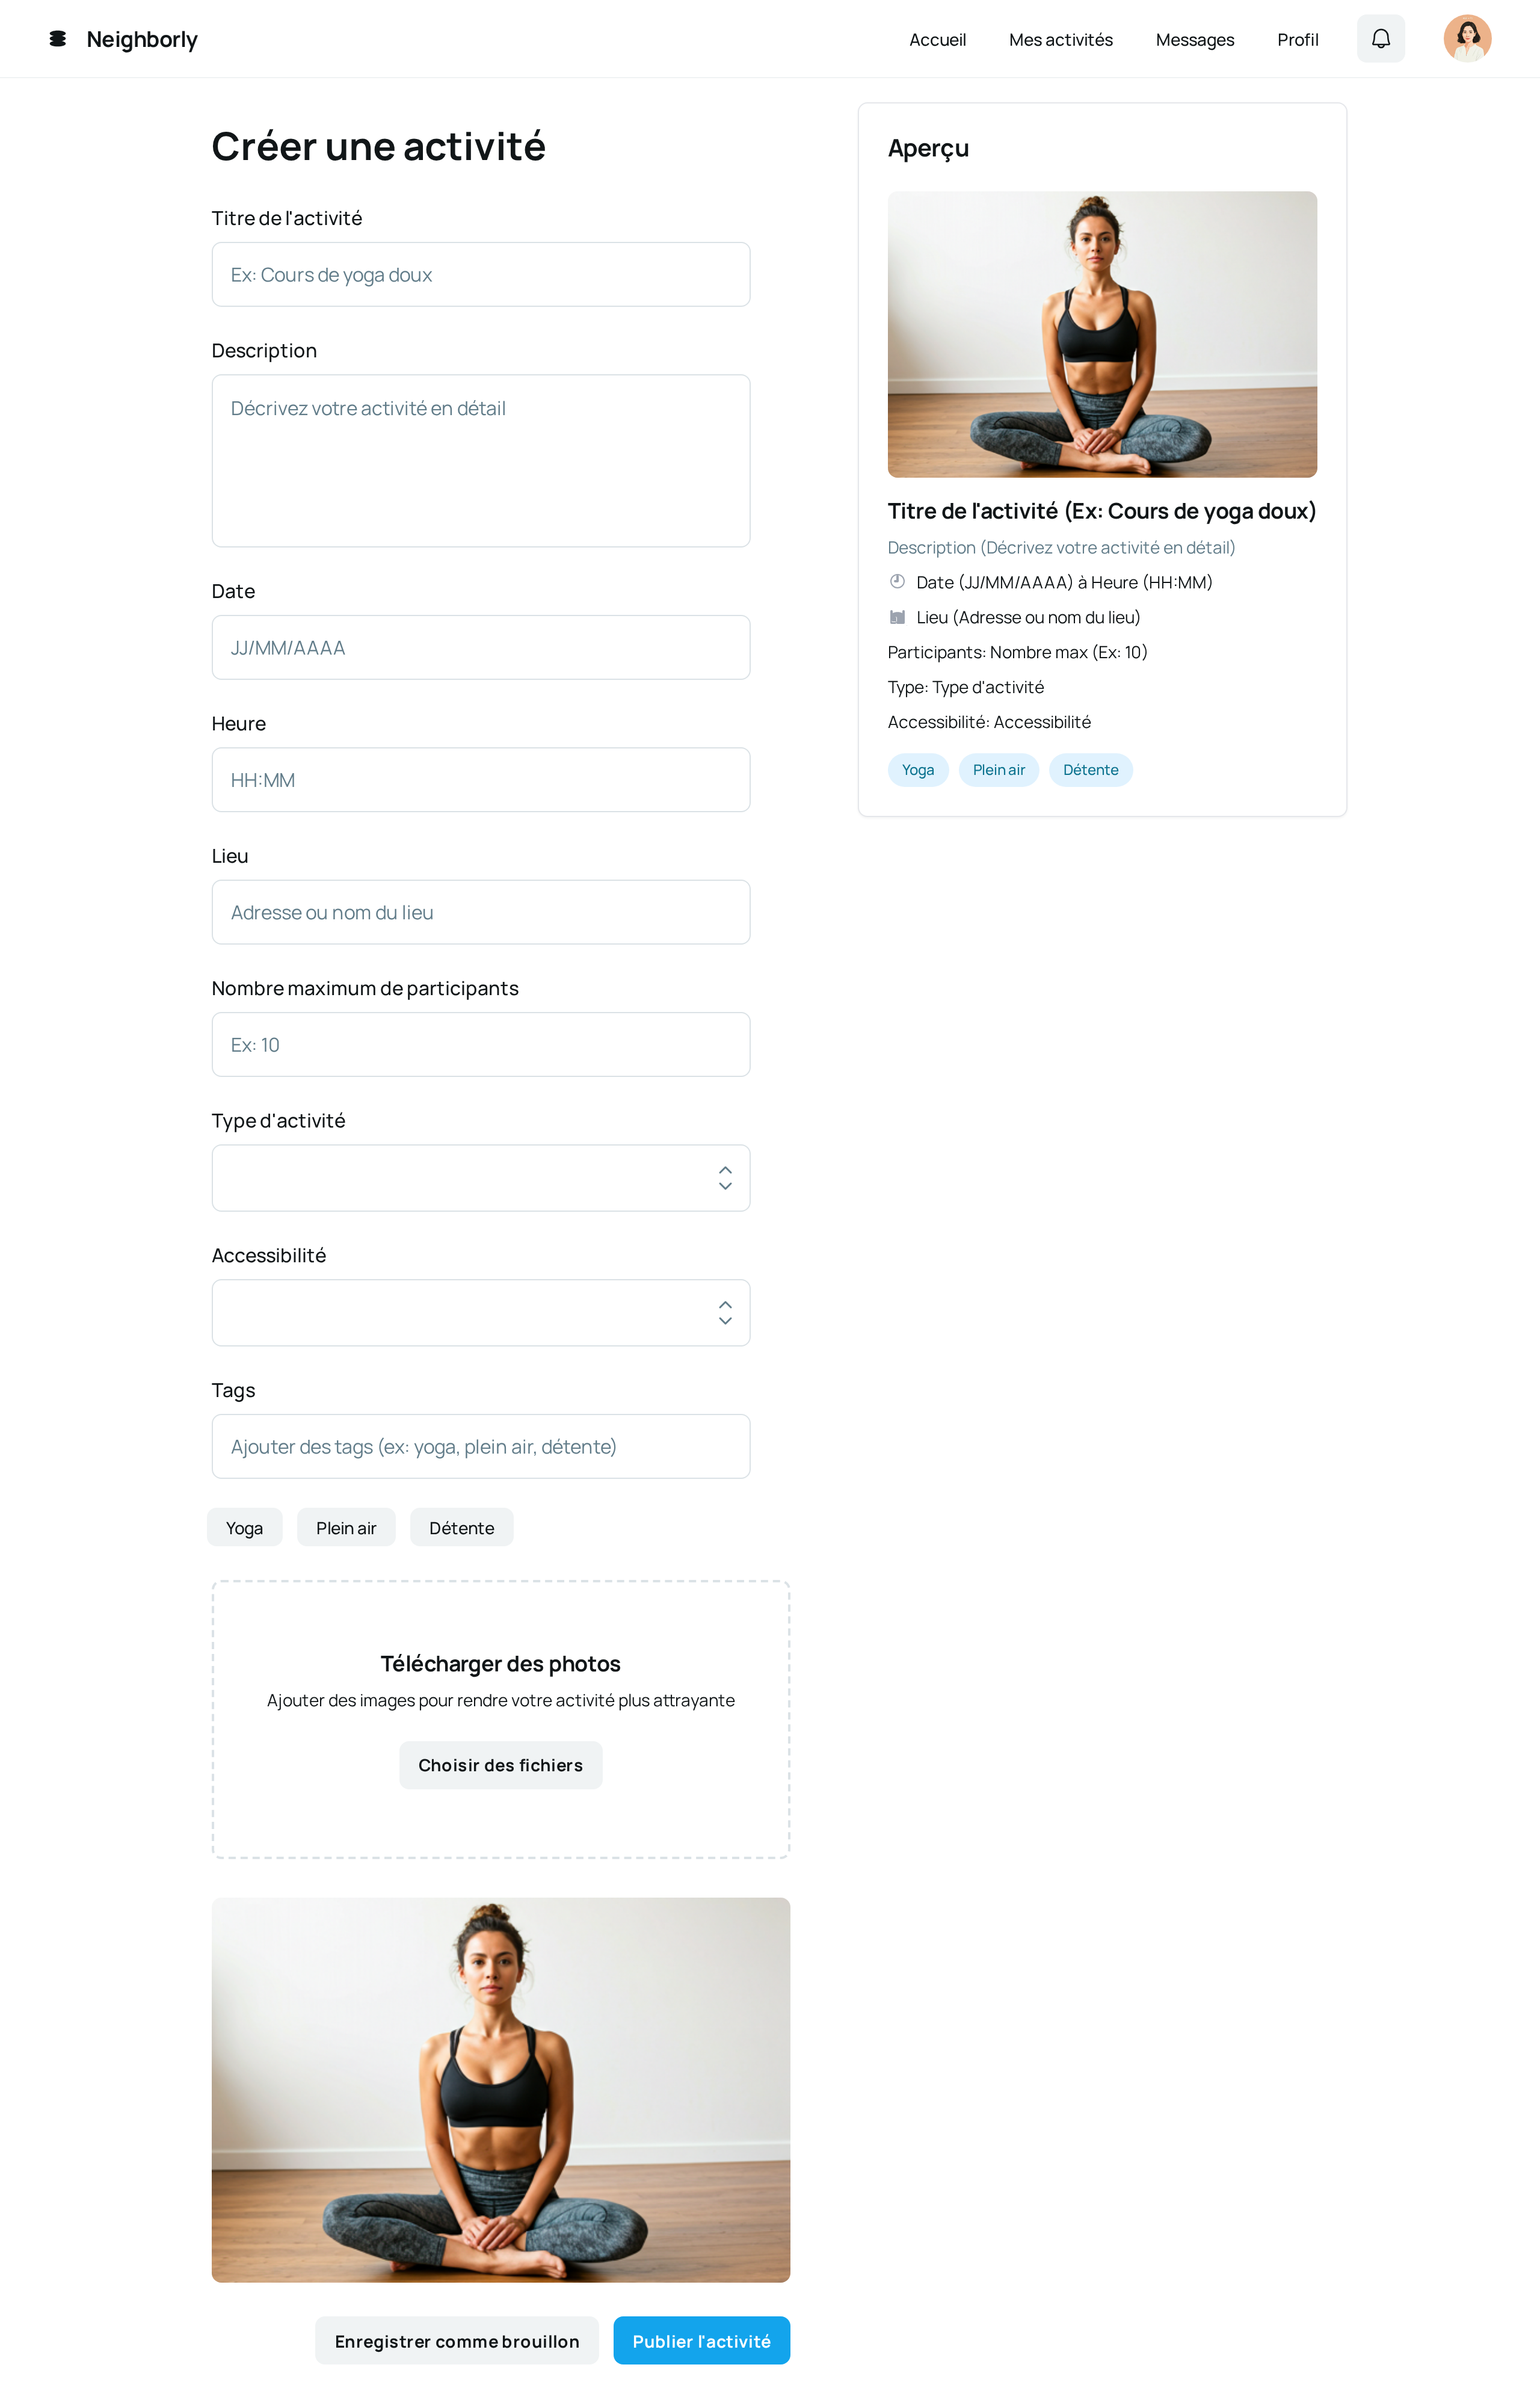 Neighborly
Accueil
Mes activités
Messages
Profil
Créer une activité
Titre de l'activité
Ex: Cours de yoga doux
Description
Décrivez votre activité en détail
Date
JJ/MM/AAAA
Heure
HH:MM
Lieu
Adresse ou nom du lieu
Nombre maximum de participants
Ex: 10
Type d'activité
Accessibilité
Tags
Ajouter des tags (ex: yoga, plein air, détente)
Yoga
Plein air
Détente
Télécharger des photos
Ajouter des images pour rendre votre activité plus attrayante
Choisir des fichiers
Enregistrer comme brouillon
Publier l'activité
Aperçu
Titre de l'activité (Ex: Cours de yoga doux)
Description (Décrivez votre activité en détail)
Date (JJ/MM/AAAA) à Heure (HH:MM)
Lieu (Adresse ou nom du lieu)
Participants: Nombre max (Ex: 10)
Type: Type d'activité
Accessibilité: Accessibilité
Yoga
Plein air
Détente